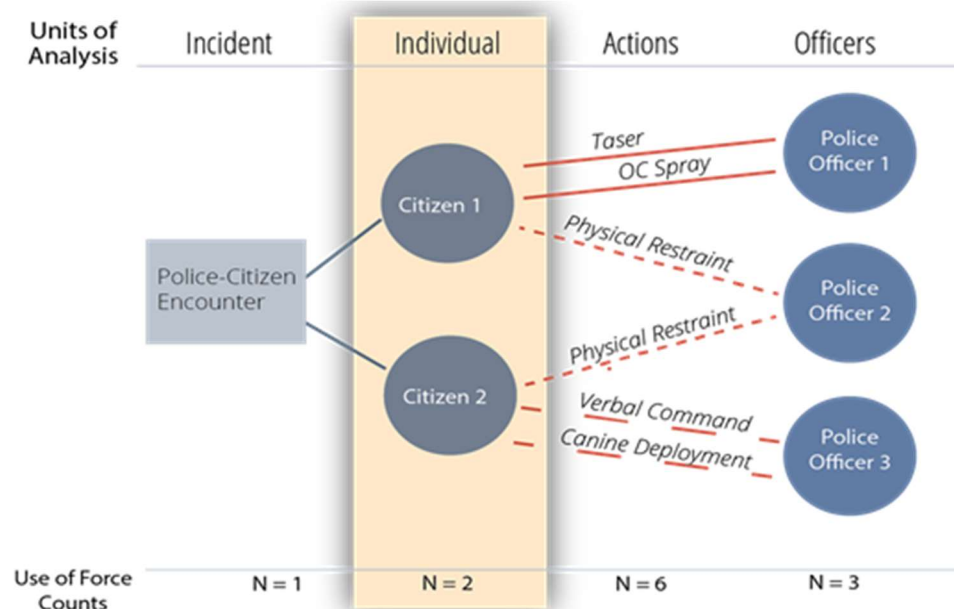 Units of
Analysis
Incident
Individual
Actions
Officers
Taser
OC Spray
Police
Officer 1
Citizen 1
Physical Restraint
Police-Citizen
Encounter
Police
Officer 2
Physical Restraint
Citizen 2
Verbal Command
Canine Deployment
Police
Officer 3
Use of Force
Counts
N = 1
N = 2
N = 6
N = 3